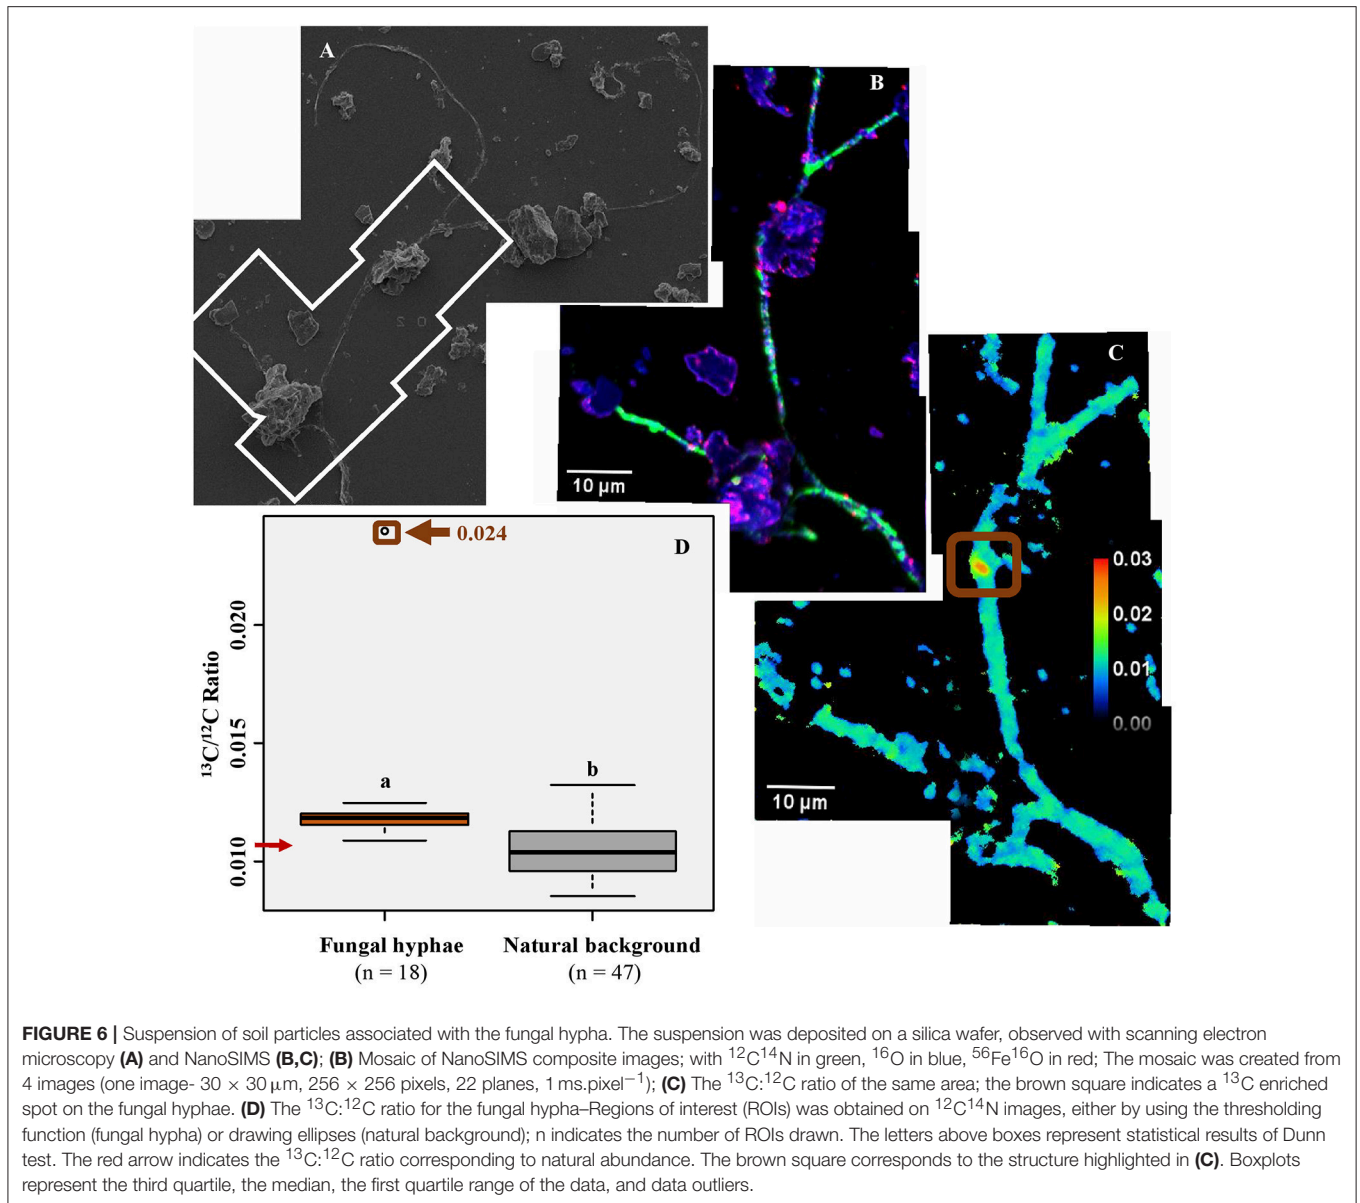 A
B
C
10 µm
10 µm
0.03
0.02
0.01
0.00
D
0.024
0.020
0.015
0.010
¹³C/¹²C Ratio
a
b
Fungal hyphae
(n = 18)
Natural background
(n = 47)
FIGURE 6 | Suspension of soil particles associated with the fungal hypha. The suspension was deposited on a silica wafer, observed with scanning electron
microscopy (A) and NanoSIMS (B,C); (B) Mosaic of NanoSIMS composite images; with ¹²C¹⁴N in green, ¹⁶O in blue, ⁵⁶Fe¹⁶O in red; The mosaic was created from
4 images (one image- 30 × 30 µm, 256 × 256 pixels, 22 planes, 1 ms.pixel⁻¹); (C) The ¹³C:¹²C ratio of the same area; the brown square indicates a ¹³C enriched
spot on the fungal hyphae. (D) The ¹³C:¹²C ratio for the fungal hypha–Regions of interest (ROIs) was obtained on ¹²C¹⁴N images, either by using the thresholding
function (fungal hypha) or drawing ellipses (natural background); n indicates the number of ROIs drawn. The letters above boxes represent statistical results of Dunn
test. The red arrow indicates the ¹³C:¹²C ratio corresponding to natural abundance. The brown square corresponds to the structure highlighted in (C). Boxplots
represent the third quartile, the median, the first quartile range of the data, and data outliers.